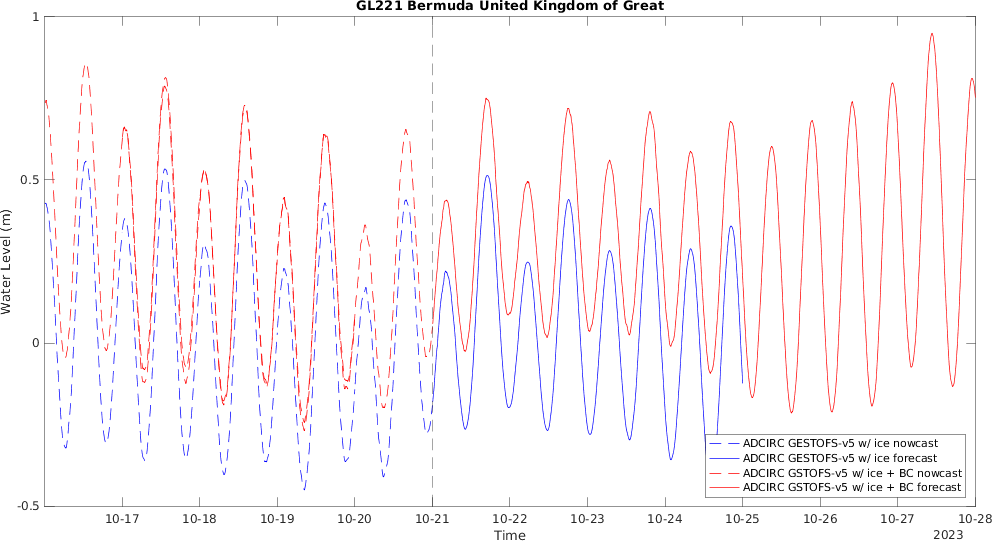 GL221 Bermuda United Kingdom of Great
1
0.5
0
-0.5
Water Level (m)
ADCIRC GESTOFS-v5 w/ ice nowcast
ADCIRC GESTOFS-v5 w/ ice forecast
ADCIRC GSTOFS-v5 w/ ice + BC nowcast
ADCIRC GSTOFS-v5 w/ ice + BC forecast
10-17 10-18 10-19 10-20 10-21 10-22 10-23 10-24 10-25 10-26 10-27 10-28
Time
2023